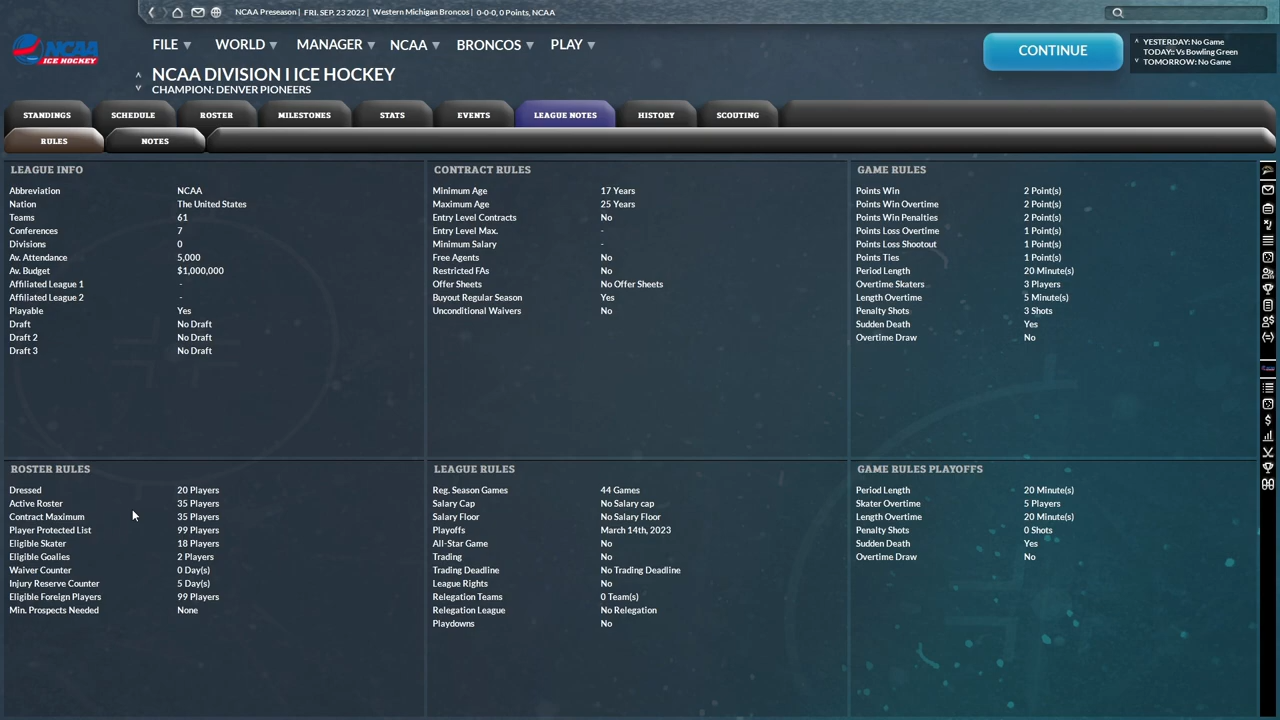 NCAA Preseason | FRI. SEP. 23 2022 | Western Michigan Broncos | 0-0-0, 0 Points, NCAA
NCAA
ICE HOCKEY
FILE WORLD MANAGER NCAA BRONCOS PLAY
CONTINUE
YESTERDAY: No Game
TODAY: Vs Bowling Green
TOMORROW: No Game
NCAA DIVISION I ICE HOCKEY
CHAMPION: DENVER PIONEERS
STANDINGS SCHEDULE ROSTER MILESTONES STATS EVENTS LEAGUE NOTES HISTORY SCOUTING
RULES NOTES
LEAGUE INFO
Abbreviation NCAA
Nation The United States
Teams 61
Conferences 7
Divisions 0
Av. Attendance 5,000
Av. Budget $1,000,000
Affiliated League 1 -
Affiliated League 2 -
Playable Yes
Draft No Draft
Draft 2 No Draft
Draft 3 No Draft
CONTRACT RULES
Minimum Age 17 Years
Maximum Age 25 Years
Entry Level Contracts No
Entry Level Max. -
Minimum Salary -
Free Agents No
Restricted FAs No
Offer Sheets No Offer Sheets
Buyout Regular Season Yes
Unconditional Waivers No
GAME RULES
Points Win 2 Point(s)
Points Win Overtime 2 Point(s)
Points Win Penalties 2 Point(s)
Points Loss Overtime 1 Point(s)
Points Loss Shootout 1 Point(s)
Points Ties 1 Point(s)
Period Length 20 Minute(s)
Overtime Skaters 3 Players
Length Overtime 5 Minute(s)
Penalty Shots 3 Shots
Sudden Death Yes
Overtime Draw No
ROSTER RULES
Dressed 20 Players
Active Roster 35 Players
Contract Maximum 35 Players
Player Protected List 99 Players
Eligible Skater 18 Players
Eligible Goalies 2 Players
Waiver Counter 0 Day(s)
Injury Reserve Counter 5 Day(s)
Eligible Foreign Players 99 Players
Min. Prospects Needed None
LEAGUE RULES
Reg. Season Games 44 Games
Salary Cap No Salary cap
Salary Floor No Salary Floor
Playoffs March 14th, 2023
All-Star Game No
Trading No
Trading Deadline No Trading Deadline
League Rights No
Relegation Teams 0 Team(s)
Relegation League No Relegation
Playdowns No
GAME RULES PLAYOFFS
Period Length 20 Minute(s)
Skater Overtime 5 Players
Length Overtime 20 Minute(s)
Penalty Shots 0 Shots
Sudden Death Yes
Overtime Draw No